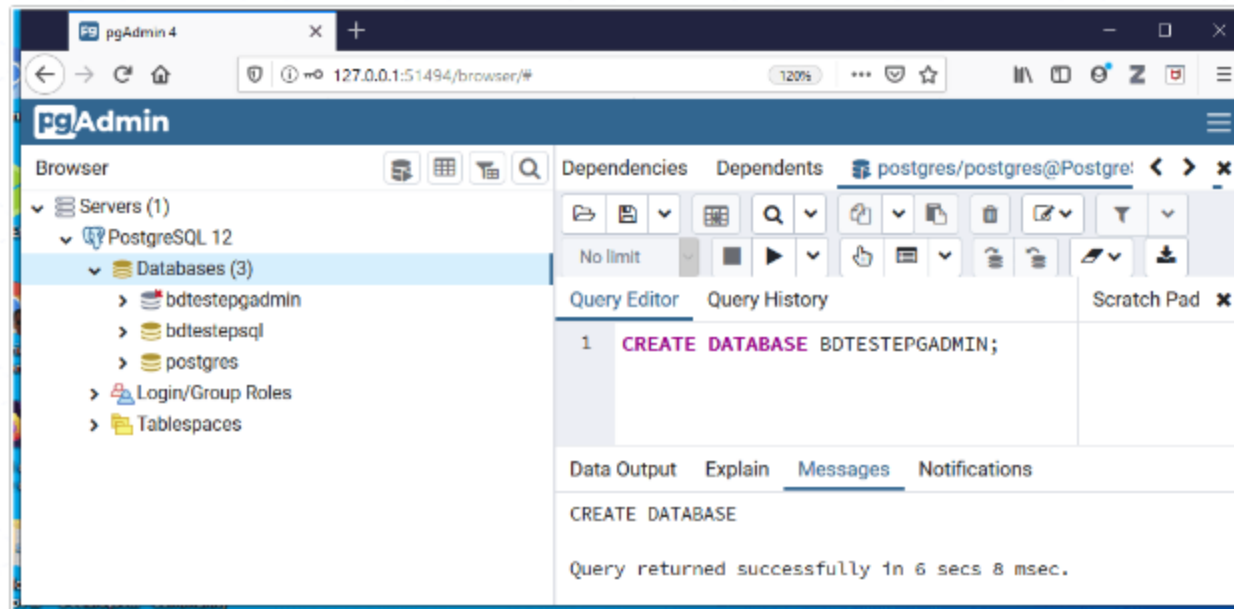 pgAdmin 4
127.0.0.1:51494/browser/#
120%
pgAdmin
Browser
Servers (1)
PostgreSQL 12
Databases (3)
bdtestepgadmin
bdtestepsql
postgres
Login/Group Roles
Tablespaces
Dependencies Dependents postgres/postgres@Postgre
No limit
Query Editor Query History Scratch Pad
1 CREATE DATABASE BDTESTEPGADMIN;
Data Output Explain Messages Notifications
CREATE DATABASE
Query returned successfully in 6 secs 8 msec.